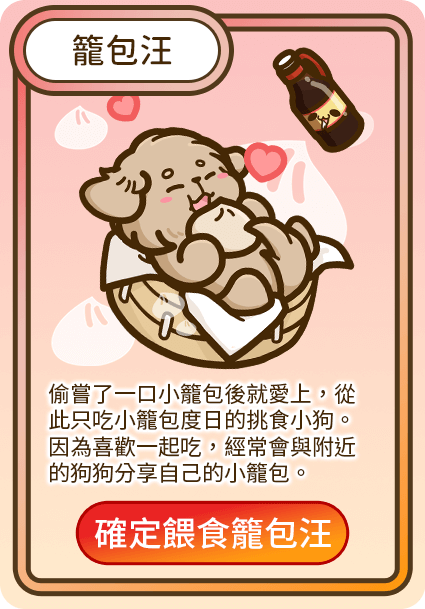 籠包汪
偷嘗了一口小籠包後就愛上，從
此只吃小籠包度日的挑食小狗。
因為喜歡一起吃，經常會與附近
的狗狗分享自己的小籠包。
確定餵食籠包汪